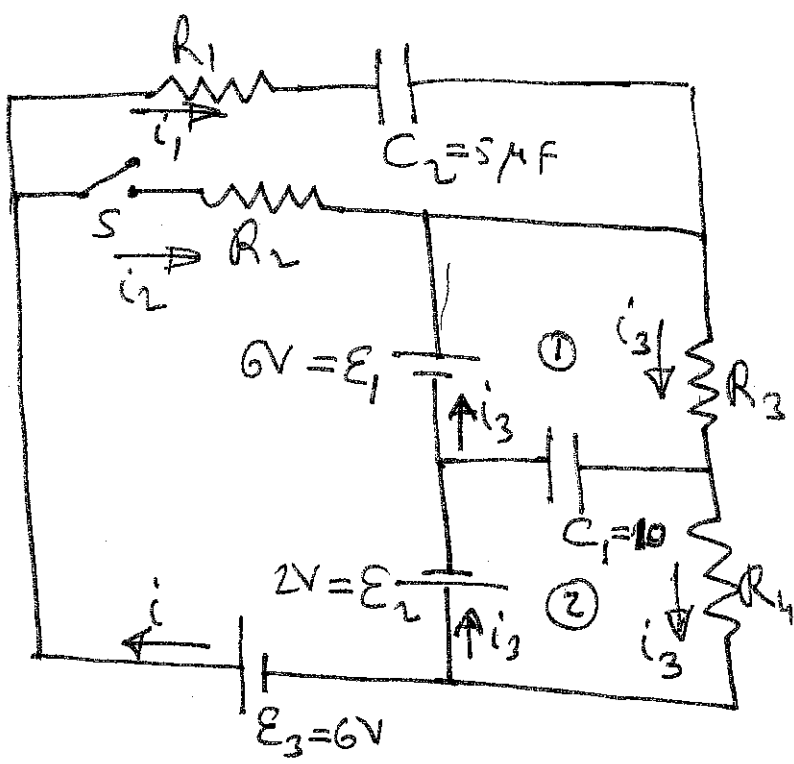 R₁
i₁
C₂=5μF
S
R₂
i₂
6V=ℰ₁
①
i₃
R₃
i₃
C₁=10
2V=ℰ₂
②
R₄
i₃
i₃
i
ℰ₃=6V